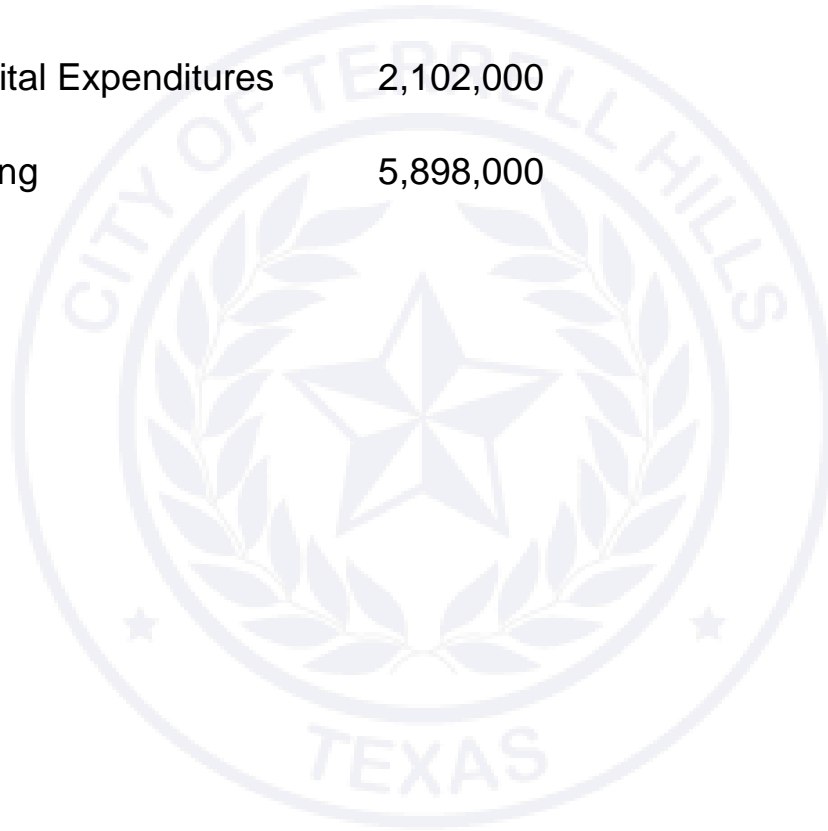 ital Expenditures 2,102,000
ng 5,898,000
CITY OF TERRELL HILLS
TEXAS